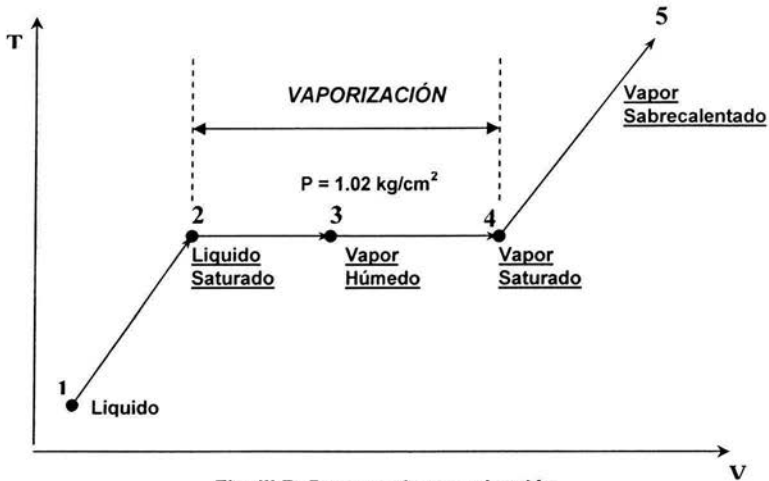 T
5
VAPORIZACIÓN
Vapor
Sabrecalentado
P = 1.02 kg/cm²
2
3
4
Liquido
Saturado
Vapor
Húmedo
Vapor
Saturado
1
Liquido
V